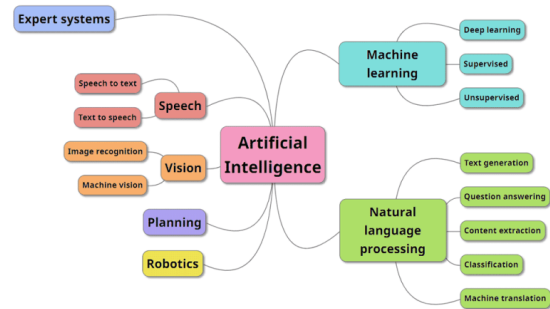 Expert systems
Speech to text
Text to speech
Speech
Image recognition
Machine vision
Vision
Planning
Robotics
Artificial
Intelligence
Machine
learning
Deep learning
Supervised
Unsupervised
Natural
language
processing
Text generation
Question answering
Content extraction
Classification
Machine translation